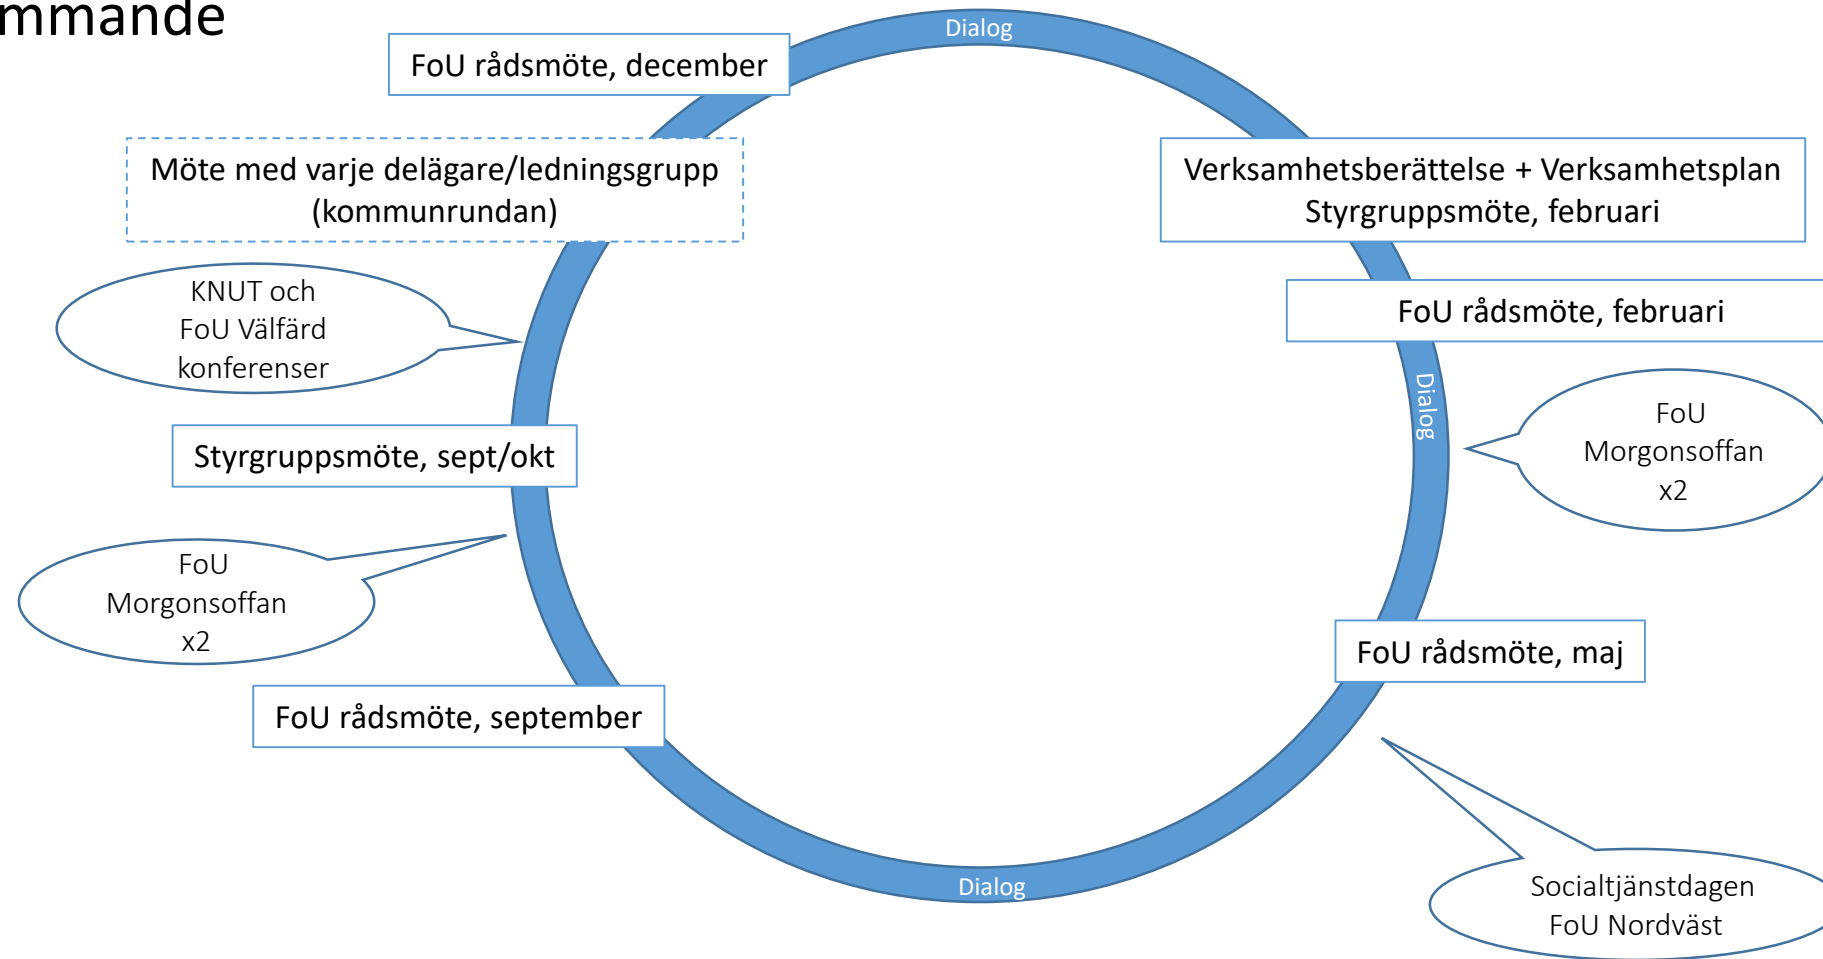 Dialog
FoU rådsmöte, december
Möte med varje delägare/ledningsgrupp
(kommunrundan)
Verksamhetsberättelse + Verksamhetsplan
Styrgruppsmöte, februari
KNUT och
FoU Välfärd
konferenser
FoU rådsmöte, februari
Dialog
FoU
Morgonsoffan
x2
Styrgruppsmöte, sept/okt
FoU
Morgonsoffan
x2
FoU rådsmöte, maj
FoU rådsmöte, september
Dialog
Socialtjänstdagen
FoU Nordväst